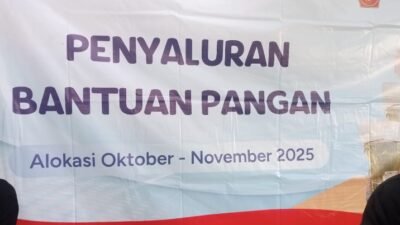 PENYALURAN
BANTUAN PANGAN
Alokasi Oktober - November 2025